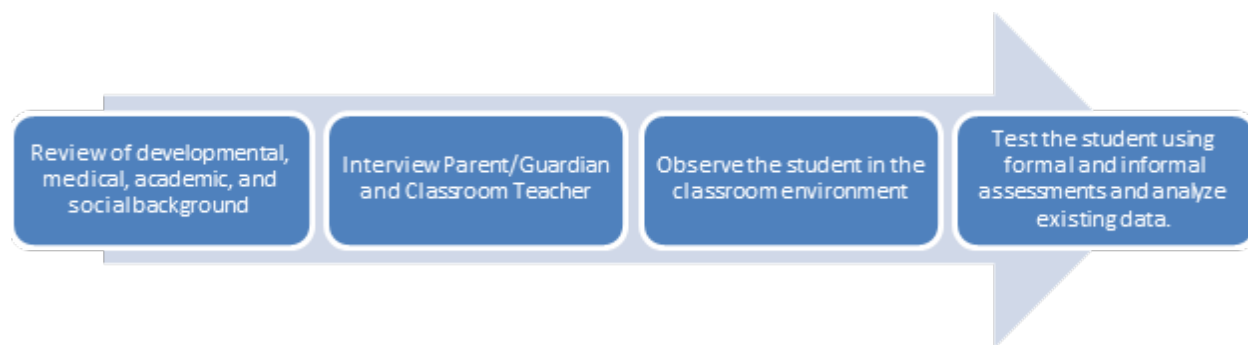 Review of developmental,
medical, academic, and
social background
Interview Parent/Guardian
and Classroom Teacher
Observe the student in the
classroom environment
Test the student using
formal and informal
assessments and analyze
existing data.